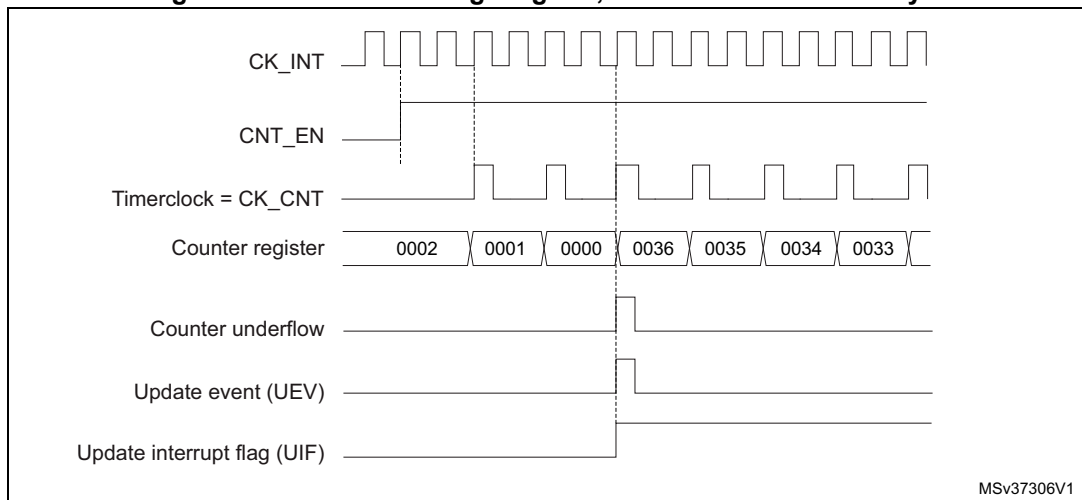 CK_INT
CNT_EN
Timerclock = CK_CNT
Counter register 0002 0001 0000 0036 0035 0034 0033
Counter underflow
Update event (UEV)
Update interrupt flag (UIF)
MSv37306V1